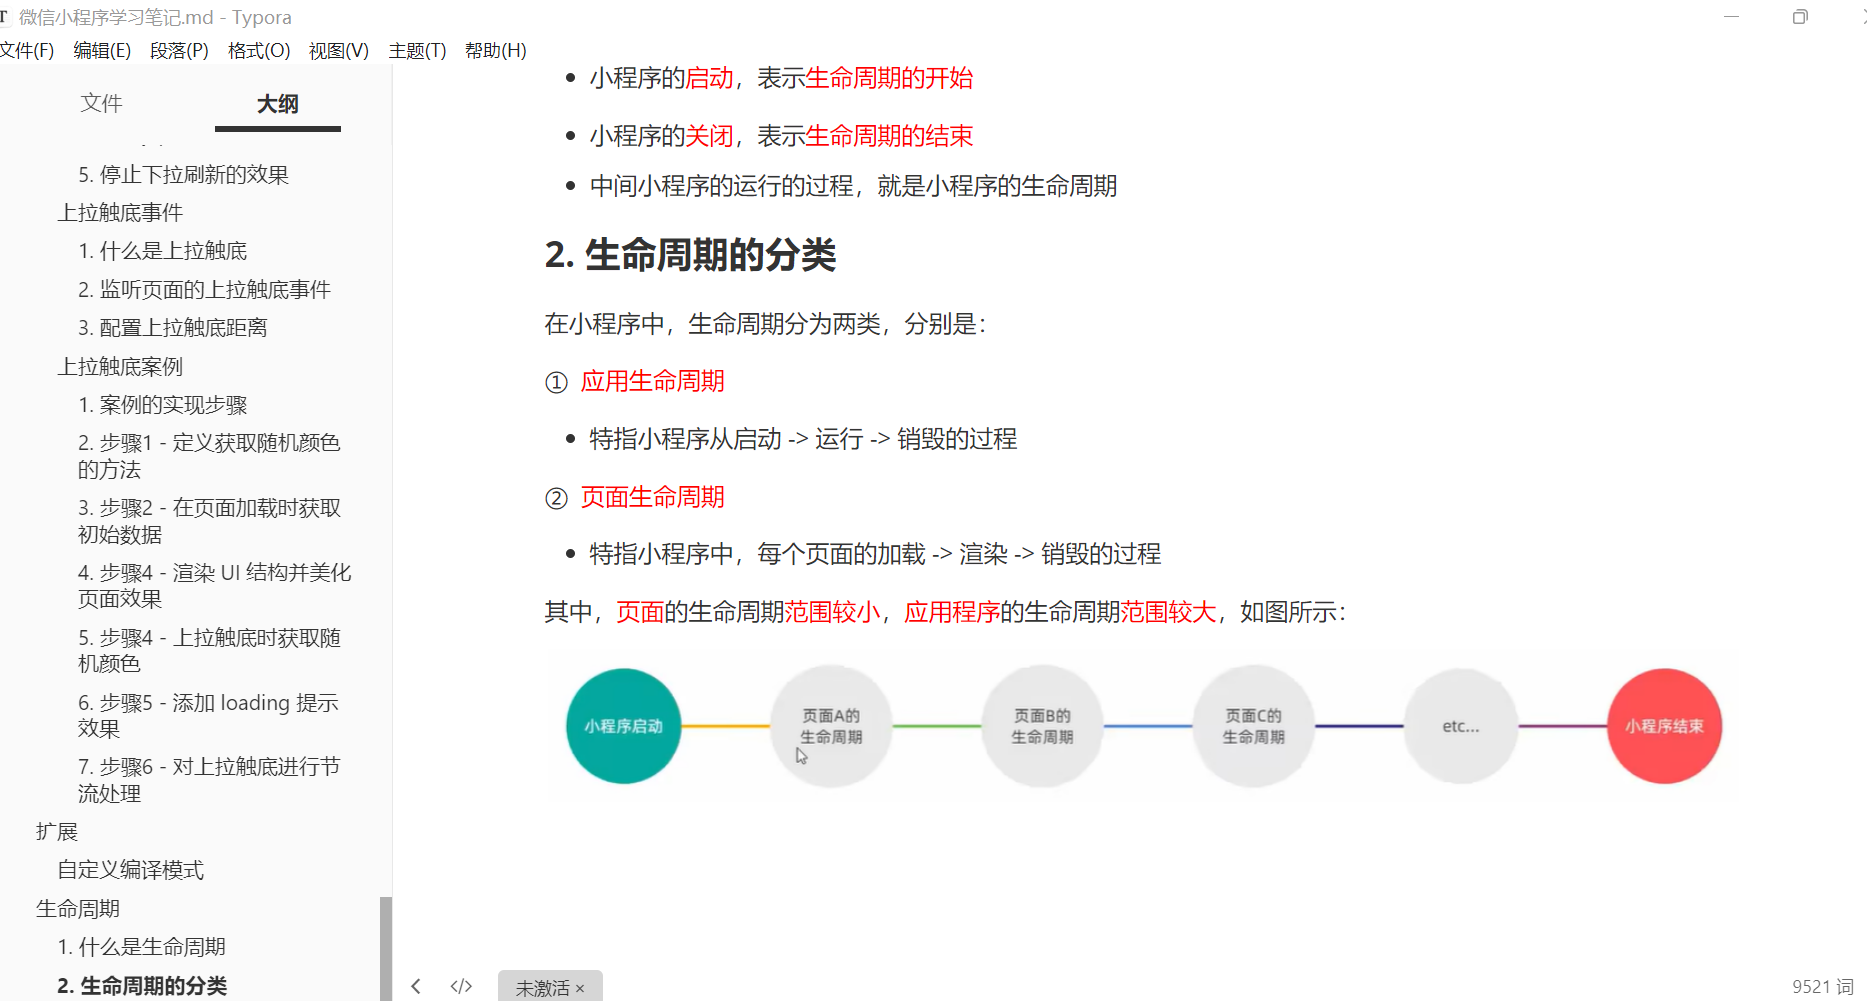 微信小程序学习笔记.md - Typora
文件(F) 编辑(E) 段落(P) 格式(O) 视图(V) 主题(T) 帮助(H)
文件 大纲
5. 停止下拉刷新的效果
上拉触底事件
1. 什么是上拉触底
2. 监听页面的上拉触底事件
3. 配置上拉触底距离
上拉触底案例
1. 案例的实现步骤
2. 步骤1 - 定义获取随机颜色
的方法
3. 步骤2 - 在页面加载时获取
初始数据
4. 步骤4 - 渲染 UI 结构并美化
页面效果
5. 步骤4 - 上拉触底时获取随
机颜色
6. 步骤5 - 添加 loading 提示
效果
7. 步骤6 - 对上拉触底进行节
流处理
扩展
自定义编译模式
生命周期
1. 什么是生命周期
2. 生命周期的分类
• 小程序的启动，表示生命周期的开始
• 小程序的关闭，表示生命周期的结束
• 中间小程序的运行的过程，就是小程序的生命周期
2. 生命周期的分类
在小程序中，生命周期分为两类，分别是：
① 应用生命周期
• 特指小程序从启动 -> 运行 -> 销毁的过程
② 页面生命周期
• 特指小程序中，每个页面的加载 -> 渲染 -> 销毁的过程
其中，页面的生命周期范围较小，应用程序的生命周期范围较大，如图所示：
小程序启动
页面A的
生命周期
页面B的
生命周期
页面C的
生命周期
etc...
小程序结束
未激活 ×
9521 词